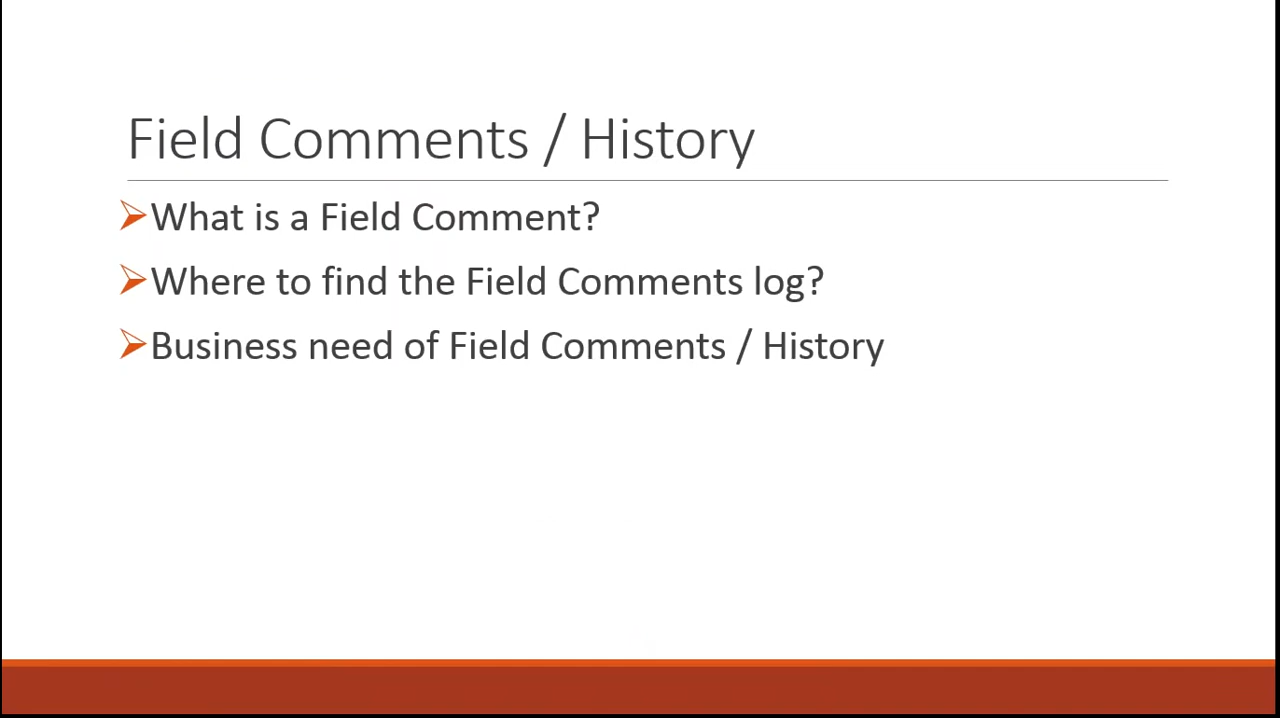 Field Comments / History
What is a Field Comment?
Where to find the Field Comments log?
Business need of Field Comments / History